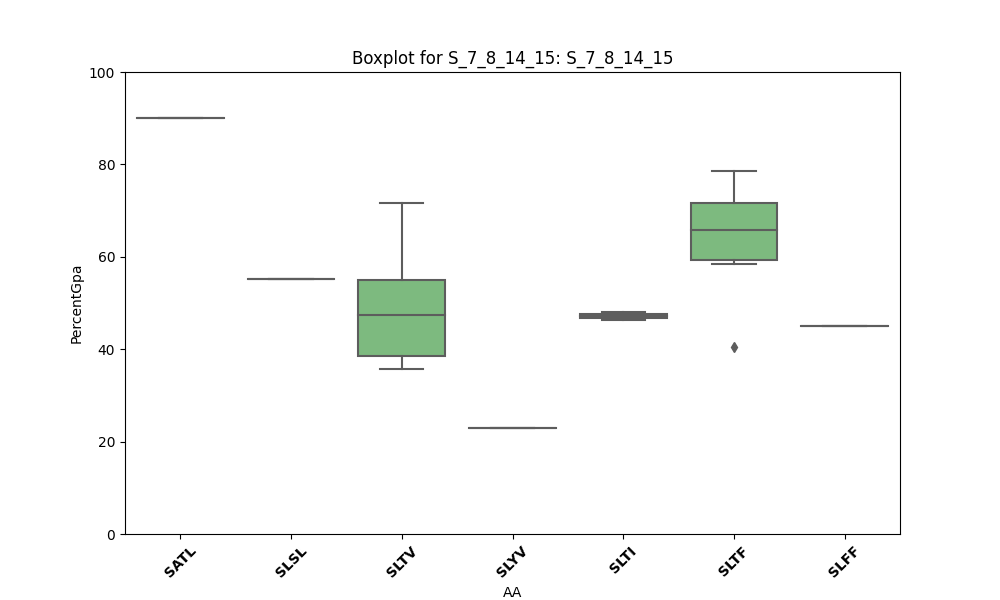 Boxplot for S_7_8_14_15: S_7_8_14_15
100
80
60
40
20
0
PercentGpa
SATL
SLSL
SLTV
SLYV
SLTI
SLTF
SLFF
AA